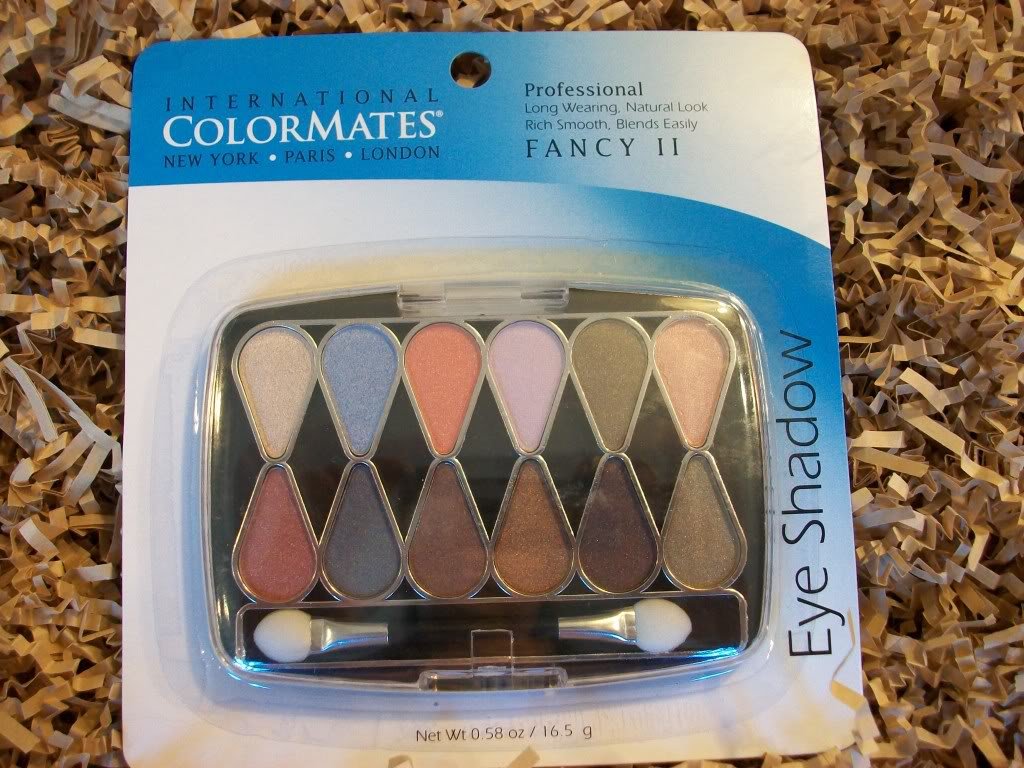 INTERNATIONAL
COLORMATES®
NEW YORK • PARIS • LONDON
Professional
Long Wearing, Natural Look
Rich Smooth, Blends Easily
FANCY II
Eye Shadow
Net Wt 0.58 oz / 16.5 g